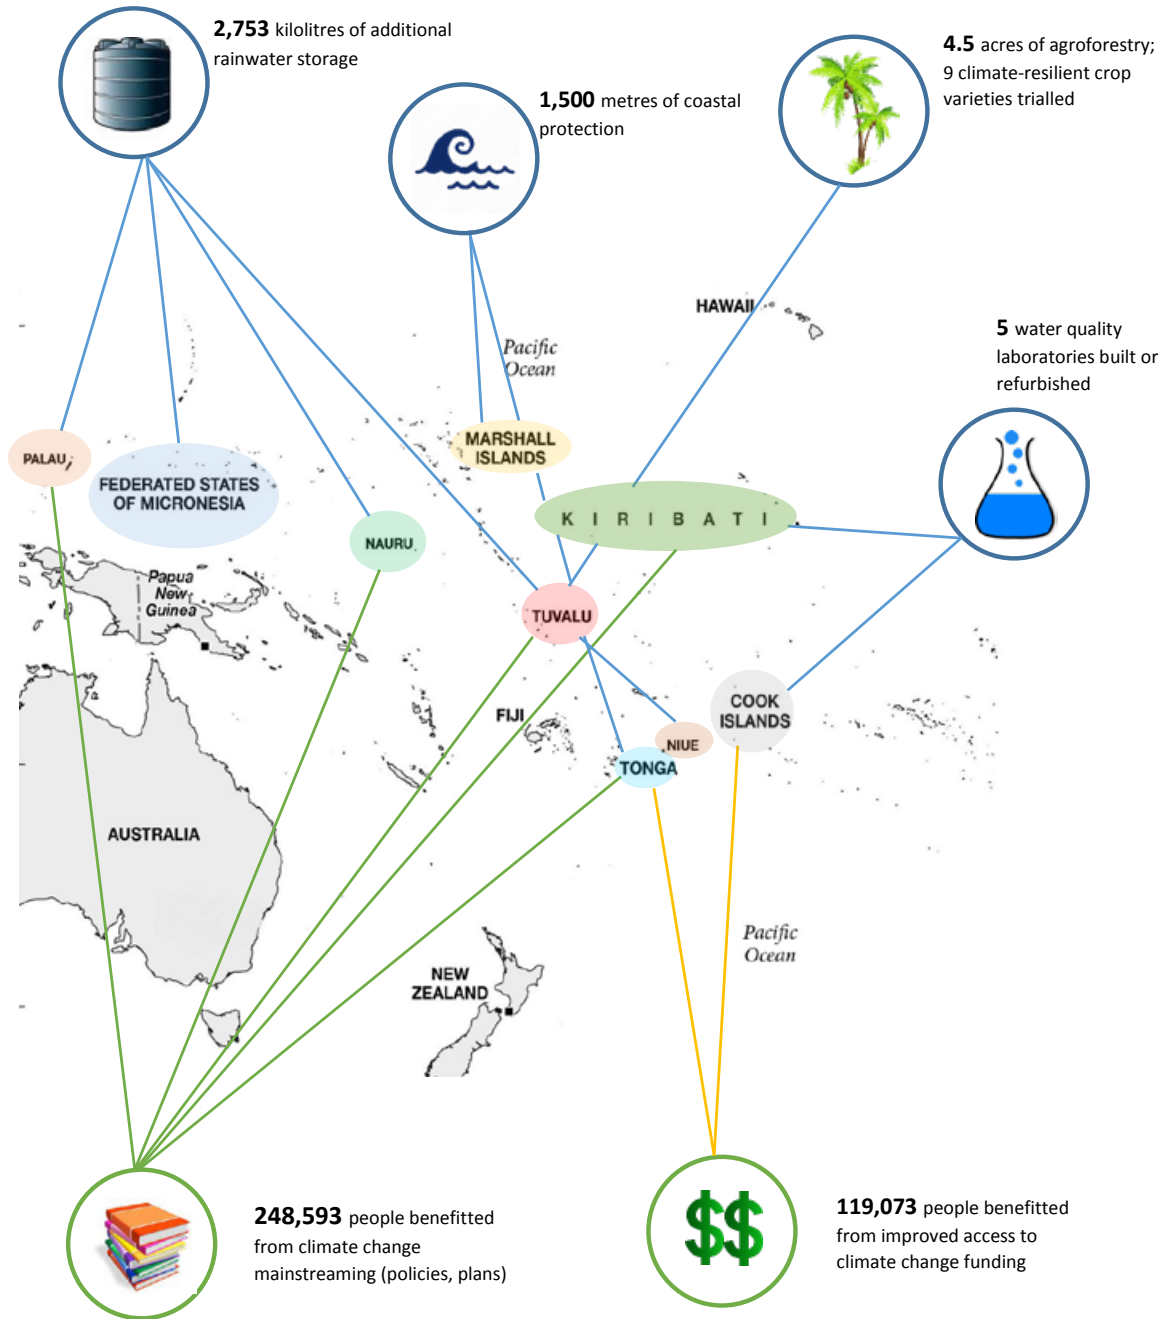 2,753 kilolitres of additional
rainwater storage
4.5 acres of agroforestry;
9 climate-resilient crop
varieties trialled
1,500 metres of coastal
protection
HAWAII
5 water quality
laboratories built or
refurbished
Pacific
Ocean
MARSHALL
ISLANDS
PALAU
FEDERATED STATES
OF MICRONESIA
KIRIBATI
NAURU
Papua
New
Guinea
TUVALU
COOK
ISLANDS
FIJI
NIUE
TONGA
AUSTRALIA
Pacific
Ocean
NEW
ZEALAND
248,593 people benefitted
from climate change
mainstreaming (policies, plans)
$$
119,073 people benefitted
from improved access to
climate change funding